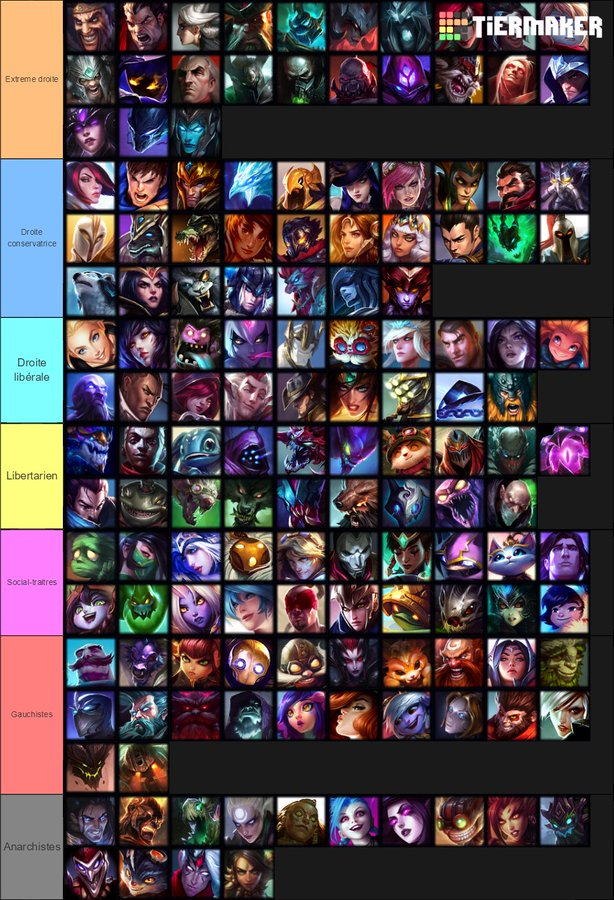 TIERMAKER
Extreme droite
Droite
conservatrice
Droite
libérale
Libertarien
Social-traitres
Gauchistes
Anarchistes